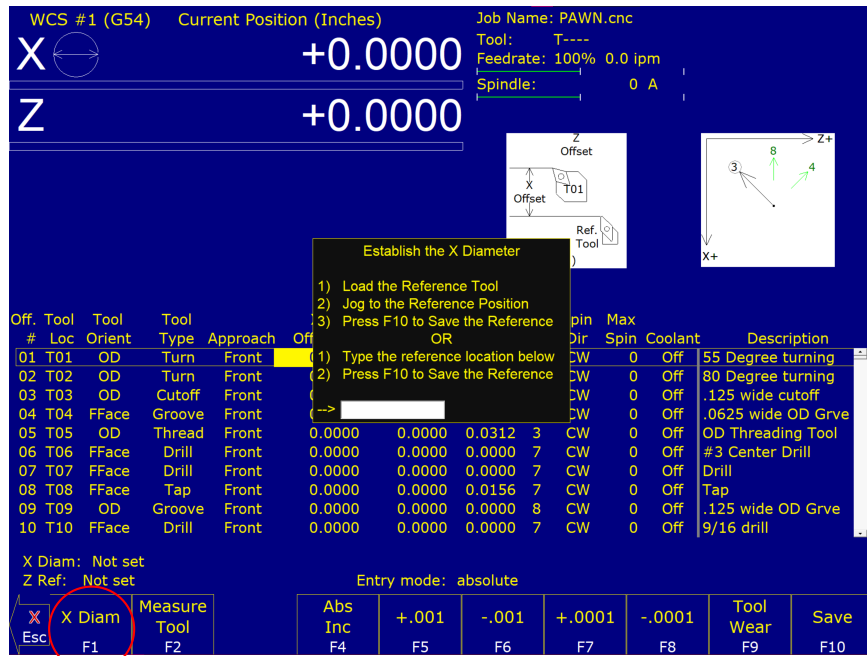 WCS #1 (G54) Current Position (Inches)
X +0.0000
Z +0.0000
Job Name: PAWN.cnc
Tool: T----
Feedrate: 100% 0.0 ipm
Spindle: 0 A
Z
Offset
X
Offset
T01
Ref.
Tool
)
Z+
8
3
4
X+
Establish the X Diameter
1) Load the Reference Tool
2) Jog to the Reference Position
3) Press F10 to Save the Reference
OR
1) Type the reference location below
2) Press F10 to Save the Reference
-->
Off. Tool Tool Tool Max
# Loc Orient Type Approach Spin Coolant Description
01 T01 OD Turn Front CW 0 Off 55 Degree turning
02 T02 OD Turn Front CW 0 Off 80 Degree turning
03 T03 OD Cutoff Front CW 0 Off .125 wide cutoff
04 T04 FFace Groove Front CW 0 Off .0625 wide OD Grve
05 T05 OD Thread Front 0.0000 0.0000 0.0312 3 CW 0 Off OD Threading Tool
06 T06 FFace Drill Front 0.0000 0.0000 0.0000 7 CW 0 Off #3 Center Drill
07 T07 FFace Drill Front 0.0000 0.0000 0.0000 7 CW 0 Off Drill
08 T08 FFace Tap Front 0.0000 0.0000 0.0156 7 CW 0 Off Tap
09 T09 OD Groove Front 0.0000 0.0000 0.0000 8 CW 0 Off .125 wide OD Grve
10 T10 FFace Drill Front 0.0000 0.0000 0.0000 7 CW 0 Off 9/16 drill
X Diam: Not set
Z Ref: Not set Entry mode: absolute
X
Esc
X Diam
F1
Measure
Tool
F2
Abs
Inc
F4
+.001
F5
-.001
F6
+.0001
F7
-.0001
F8
Tool
Wear
F9
Save
F10